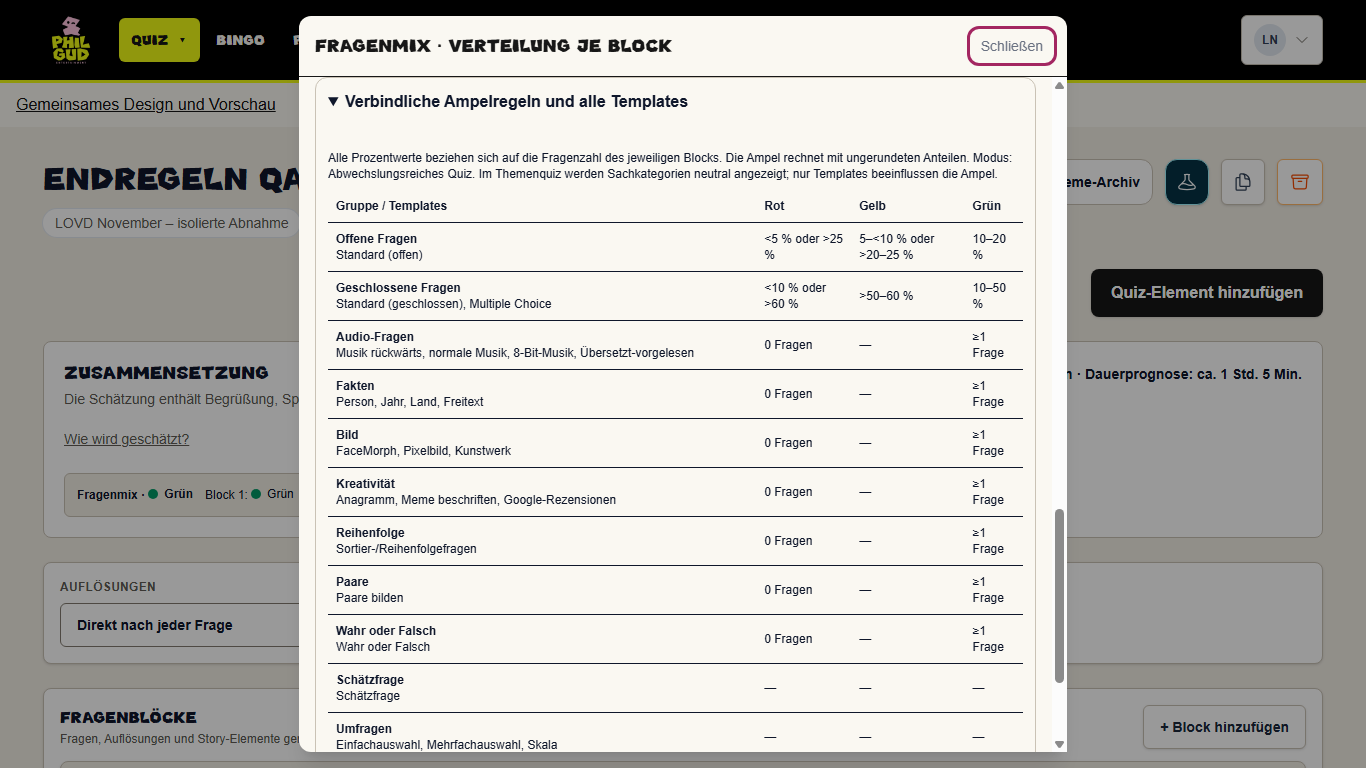 PHIL
GUD
QUIZ
BINGO
LN
FRAGENMIX · VERTEILUNG JE BLOCK
Schließen
Gemeinsames Design und Vorschau
▼ Verbindliche Ampelregeln und alle Templates
Alle Prozentwerte beziehen sich auf die Fragenzahl des jeweiligen Blocks. Die Ampel rechnet mit ungerundeten Anteilen. Modus:
Abwechslungsreiches Quiz. Im Themenquiz werden Sachkategorien neutral angezeigt; nur Templates beeinflussen die Ampel.
ENDREGELN QA
LOVD November – isolierte Abnahme
eme-Archiv
Quiz-Element hinzufügen
Gruppe / Templates Rot Gelb Grün
Offene Fragen
Standard (offen)
<5 % oder >25
%
5–<10 % oder
>20–25 %
10–20
%
Geschlossene Fragen
Standard (geschlossen), Multiple Choice
<10 % oder
>60 %
>50–60 %
10–50
%
Audio-Fragen
Musik rückwärts, normale Musik, 8-Bit-Musik, Übersetzt-vorgelesen
0 Fragen
—
≥1
Frage
Fakten
Person, Jahr, Land, Freitext
0 Fragen
—
≥1
Frage
Bild
FaceMorph, Pixelbild, Kunstwerk
0 Fragen
—
≥1
Frage
Kreativität
Anagramm, Meme beschriften, Google-Rezensionen
0 Fragen
—
≥1
Frage
Reihenfolge
Sortier-/Reihenfolgefragen
0 Fragen
—
≥1
Frage
Paare
Paare bilden
0 Fragen
—
≥1
Frage
Wahr oder Falsch
Wahr oder Falsch
0 Fragen
—
≥1
Frage
Schätzfrage
Schätzfrage
—
—
—
Umfragen
Einfachauswahl, Mehrfachauswahl, Skala
—
—
—
ZUSAMMENSETZUNG
· Dauerprognose: ca. 1 Std. 5 Min.
Die Schätzung enthält Begrüßung, Sp
Wie wird geschätzt?
Fragenmix · Grün Block 1: Grün
AUFLÖSUNGEN
Direkt nach jeder Frage
FRAGENBLÖCKE
Fragen, Auflösungen und Story-Elemente ge
+ Block hinzufügen